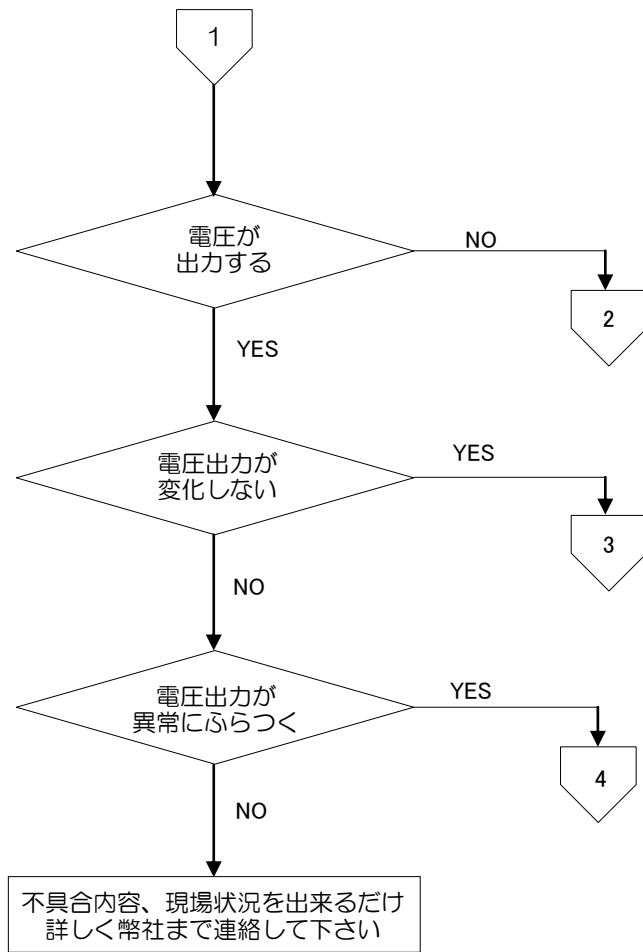 1
電圧が
出力する
NO
2
YES
電圧出力が
変化しない
YES
3
NO
電圧出力が
異常にふらつく
YES
4
NO
不具合内容、現場状況を出来るだけ
詳しく幣社まで連絡して下さい